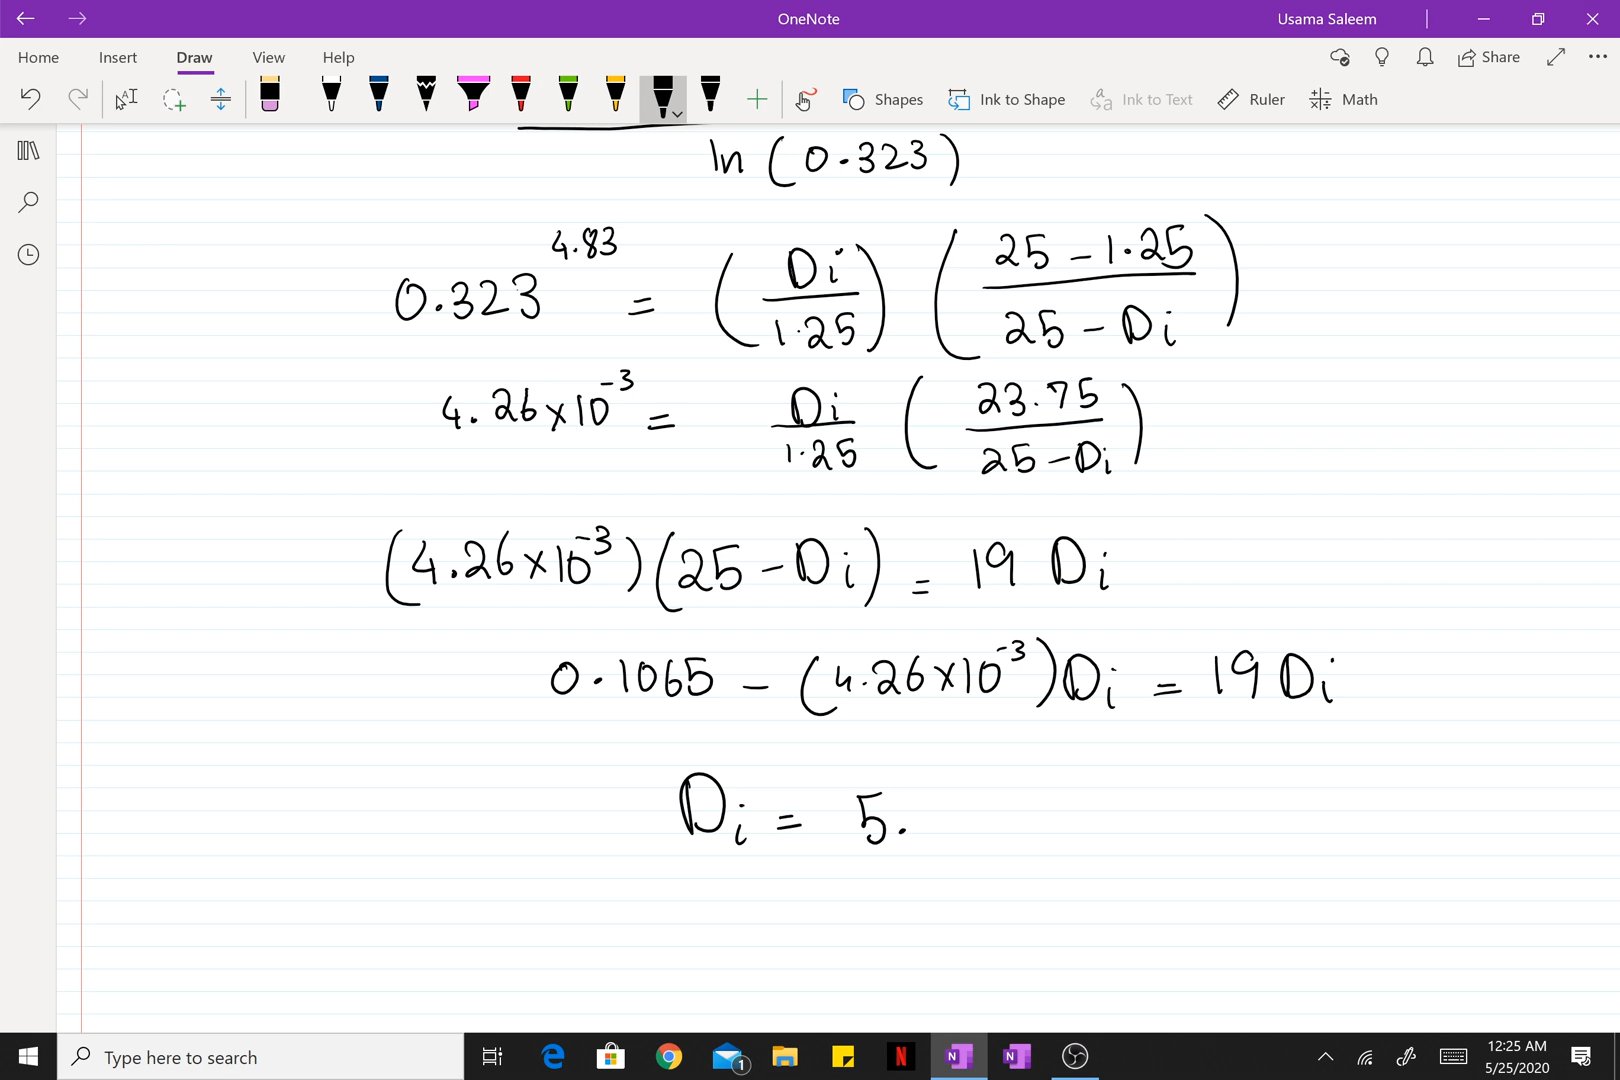 OneNote
Usama Saleem
Home Insert Draw View Help
Share
Shapes Ink to Shape Ink to Text Ruler Math
ln (0.323)
0.323^4.83 = (Di/1.25) (25 - 1.25/25 - Di)
4.26×10^-3 = Di/1.25 (23.75/25 - Di)
(4.26×10^-3)(25 - Di) = 19 Di
0.1065 - (4.26×10^-3)Di = 19 Di
Di = 5.
Type here to search
1
12:25 AM
5/25/2020